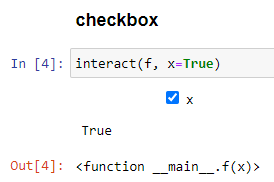 checkbox
In [4]: interact(f, x=True)
x
True
Out[4]: <function __main__.f(x)>